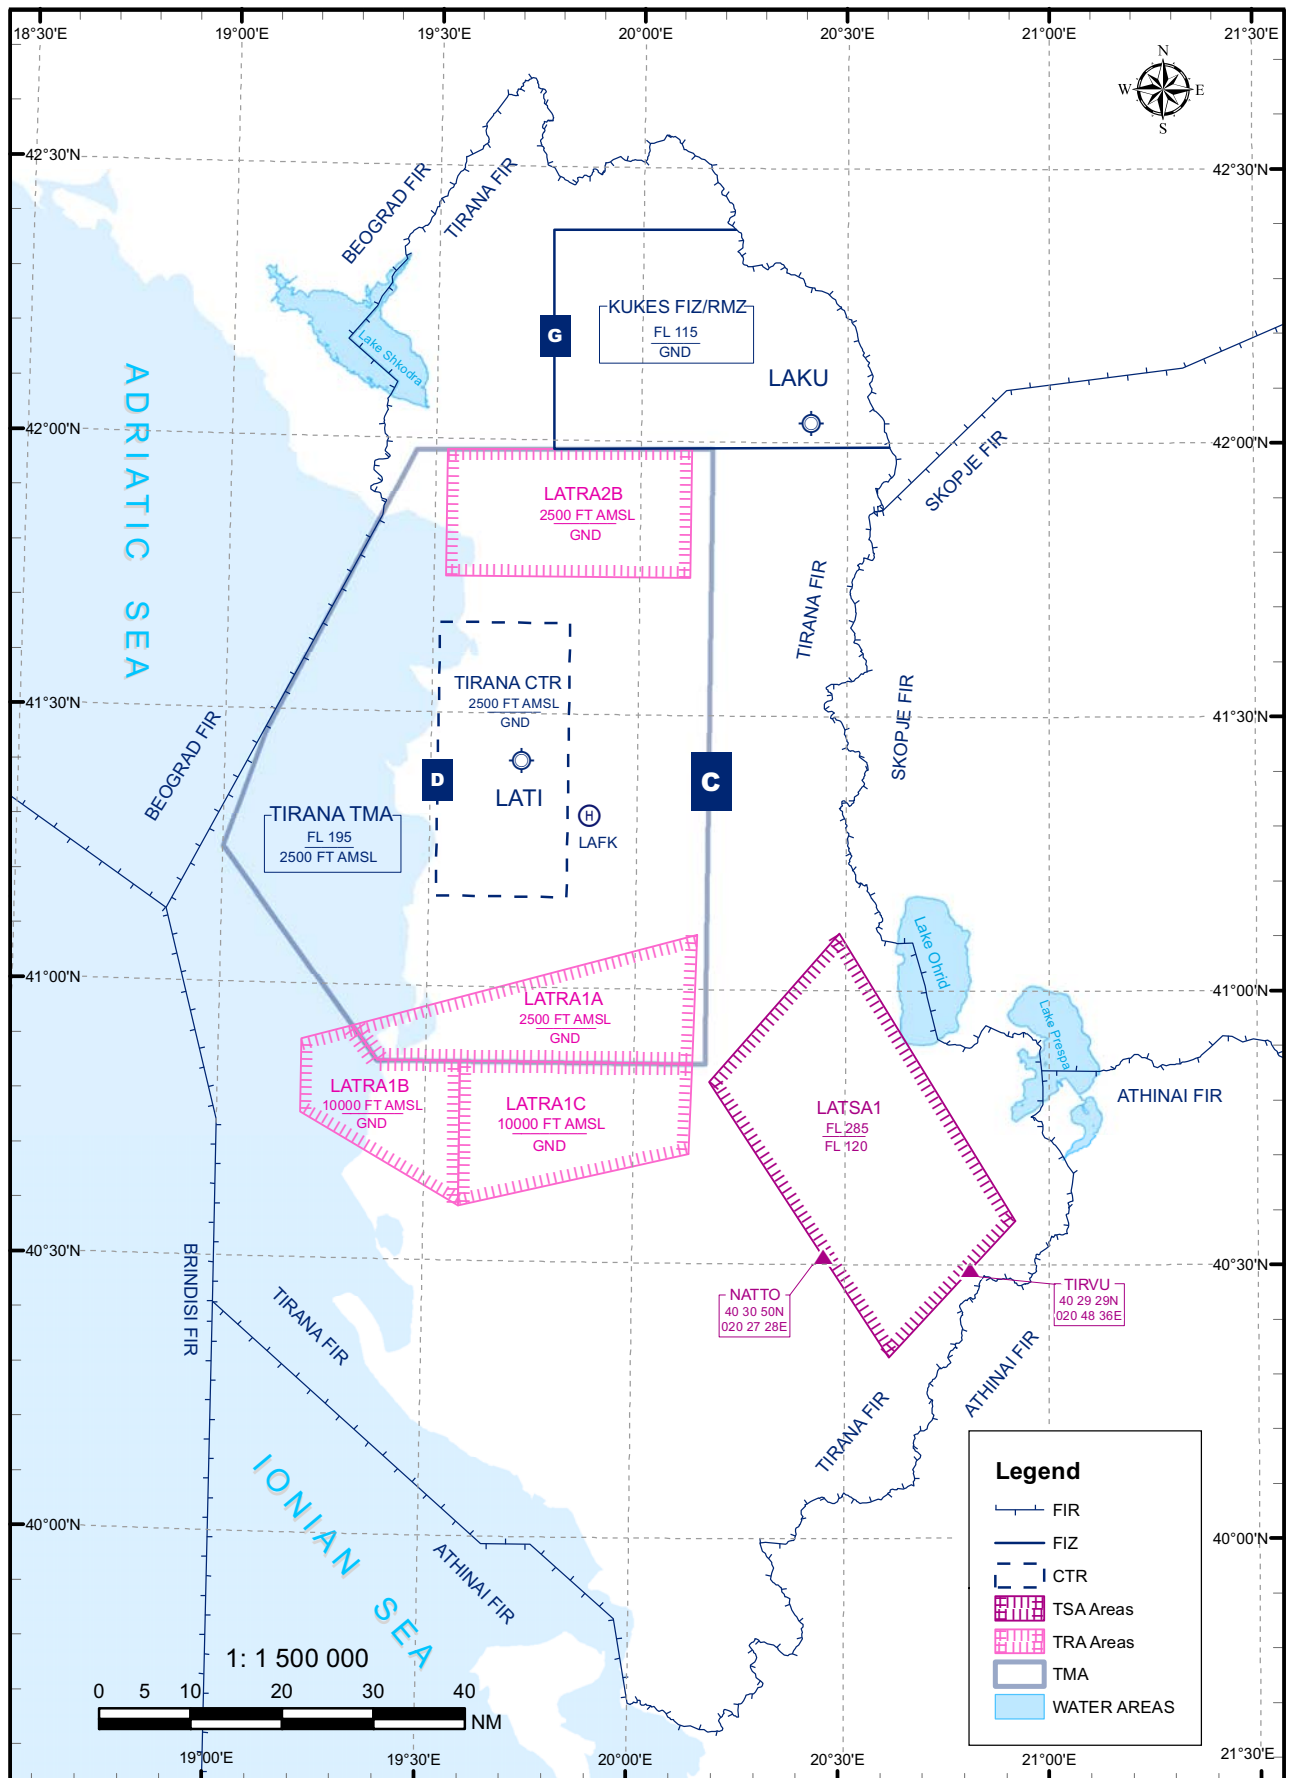 18°30'E
19°00'E
19°30'E
20°00'E
20°30'E
21°00'E
21°30'E
N
W
E
S
42°30'N
42°30'N
BEOGRAD FIR
TIRANA FIR
KUKES FIZ/RMZ
FL 115
GND
G
Lake Shkodra
LAKU
ADRIATIC SEA
42°00'N
42°00'N
SKOPJE FIR
LATRA2B
2500 FT AMSL
GND
TIRANA FIR
TIRANA CTR
2500 FT AMSL
GND
41°30'N
41°30'N
SKOPJE FIR
BEOGRAD FIR
D
C
LATI
TIRANA TMA
FL 195
2500 FT AMSL
H
LAFK
Lake Ohrid
41°00'N
41°00'N
LATRA1A
2500 FT AMSL
GND
Lake Prespa
LATRA1B
10000 FT AMSL
GND
LATRA1C
10000 FT AMSL
GND
LATSA1
FL 285
FL 120
ATHINAI FIR
40°30'N
40°30'N
BRINDISI FIR
TIRANA FIR
NATTO
40 30 50N
020 27 28E
TIRVU
40 29 29N
020 48 36E
ATHINAI FIR
TIRANA FIR
IONIAN SEA
40°00'N
40°00'N
ATHINAI FIR
Legend
FIR
FIZ
CTR
TSA Areas
TRA Areas
TMA
WATER AREAS
1: 1 500 000
0 5 10 20 30 40
NM
19°00'E
19°30'E
20°00'E
20°30'E
21°00'E
21°30'E